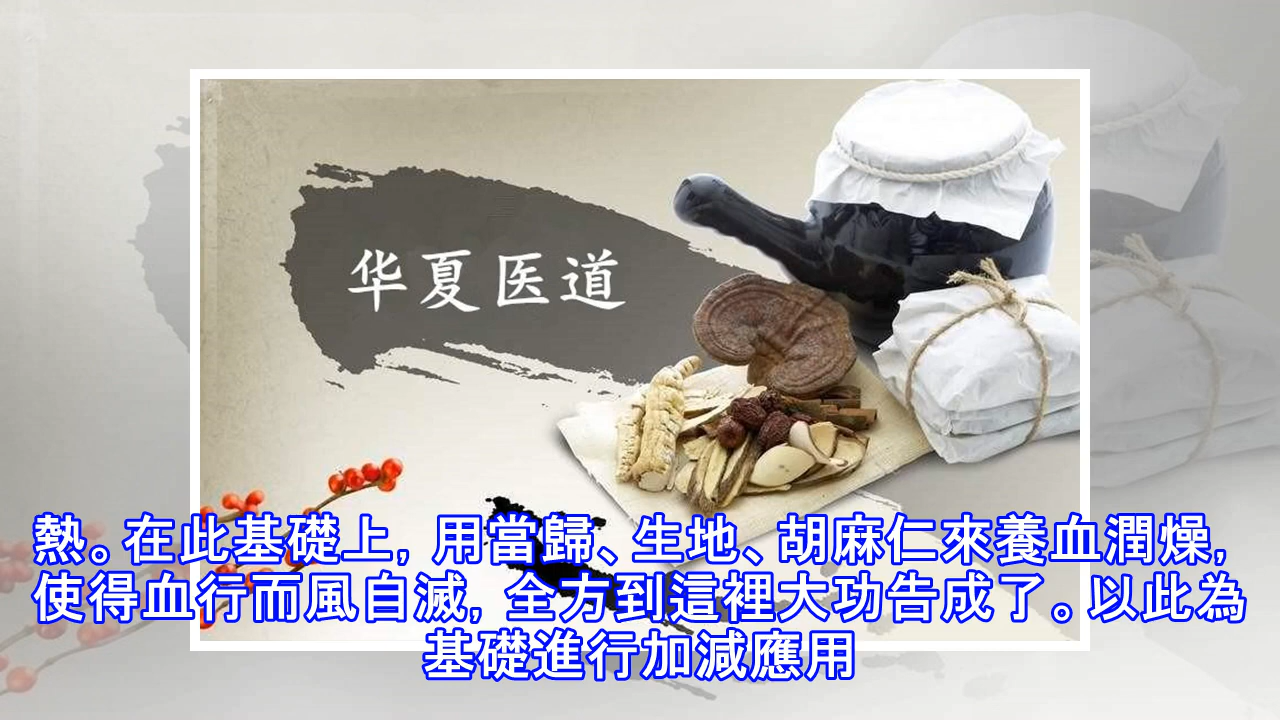 华夏医道
熱。在此基礎上,用當歸、生地、胡麻仁來養血潤燥,
使得血行而風自滅,全方到這裡大功告成了。以此為
基礎進行加減應用